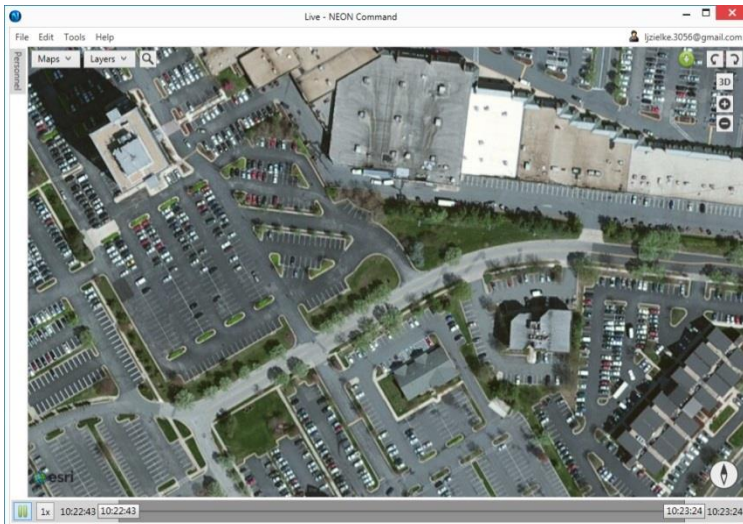 Live - NEON Command
File Edit Tools Help ljzielke.3056@gmail.com
Personnel
Maps Layers
3D
esri
1x 10:22:43 10:22:43 10:23:24 10:23:24